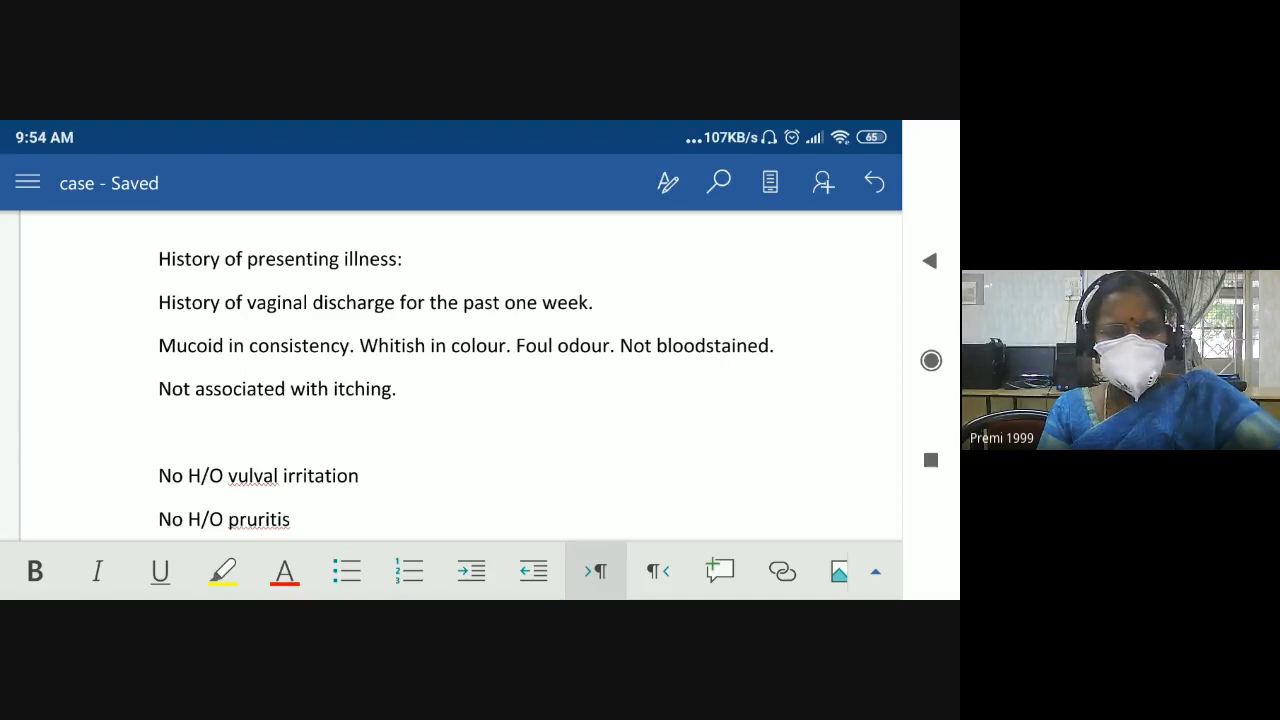 9:54 AM
...107KB/s
65
case - Saved
History of presenting illness:
History of vaginal discharge for the past one week.
Mucoid in consistency. Whitish in colour. Foul odour. Not bloodstained.
Not associated with itching.
No H/O vulval irritation
No H/O pruritis
B I U A
Premi 1999